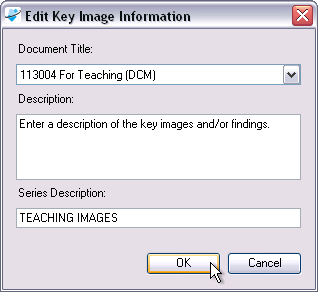 Edit Key Image Information
Document Title:
113004 For Teaching (DCM)
Description:
Enter a description of the key images and/or findings.
Series Description:
TEACHING IMAGES
OK
Cancel